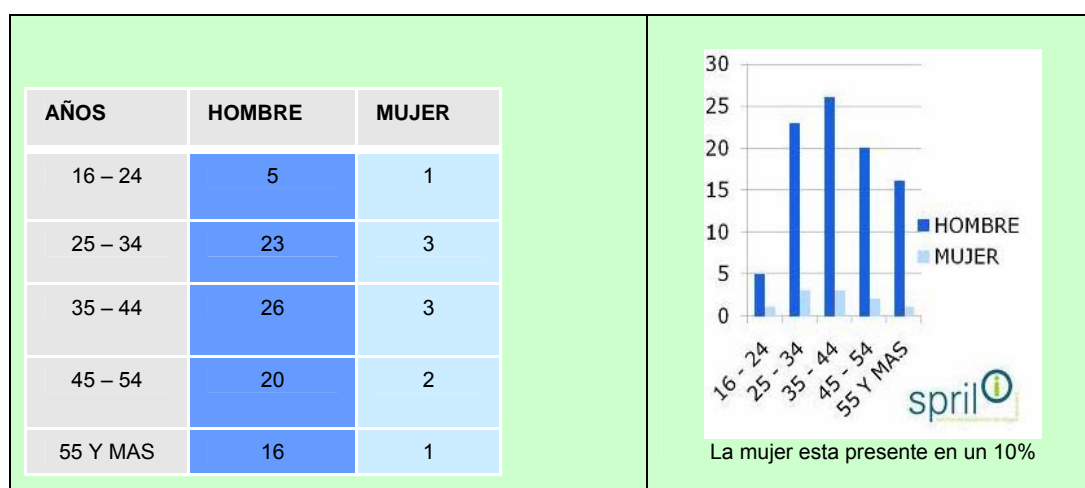 AÑOS HOMBRE MUJER
16 – 24 5 1
25 – 34 23 3
35 – 44 26 3
45 – 54 20 2
55 Y MAS 16 1
30
25
20
15
10
5
0
HOMBRE
MUJER
16 - 24
25 - 34
35 - 44
45 - 54
55 Y MAS
spril
La mujer esta presente en un 10%